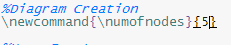 %Diagram Creation
\newcommand{\numofnodes}{5}